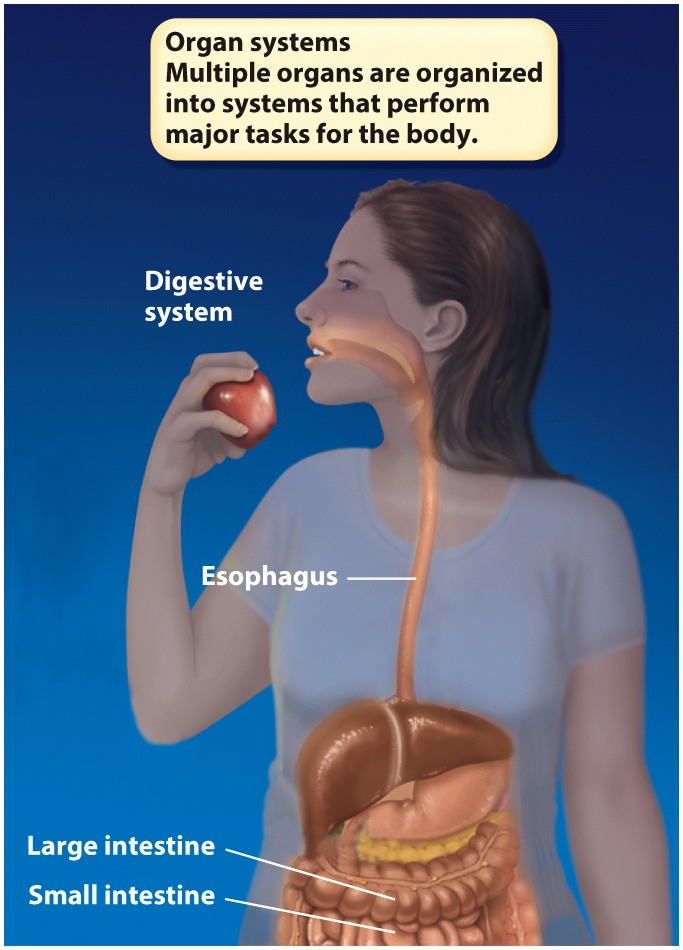 Organ systems
Multiple organs are organized
into systems that perform
major tasks for the body.
Digestive
system
Esophagus
Large intestine
Small intestine